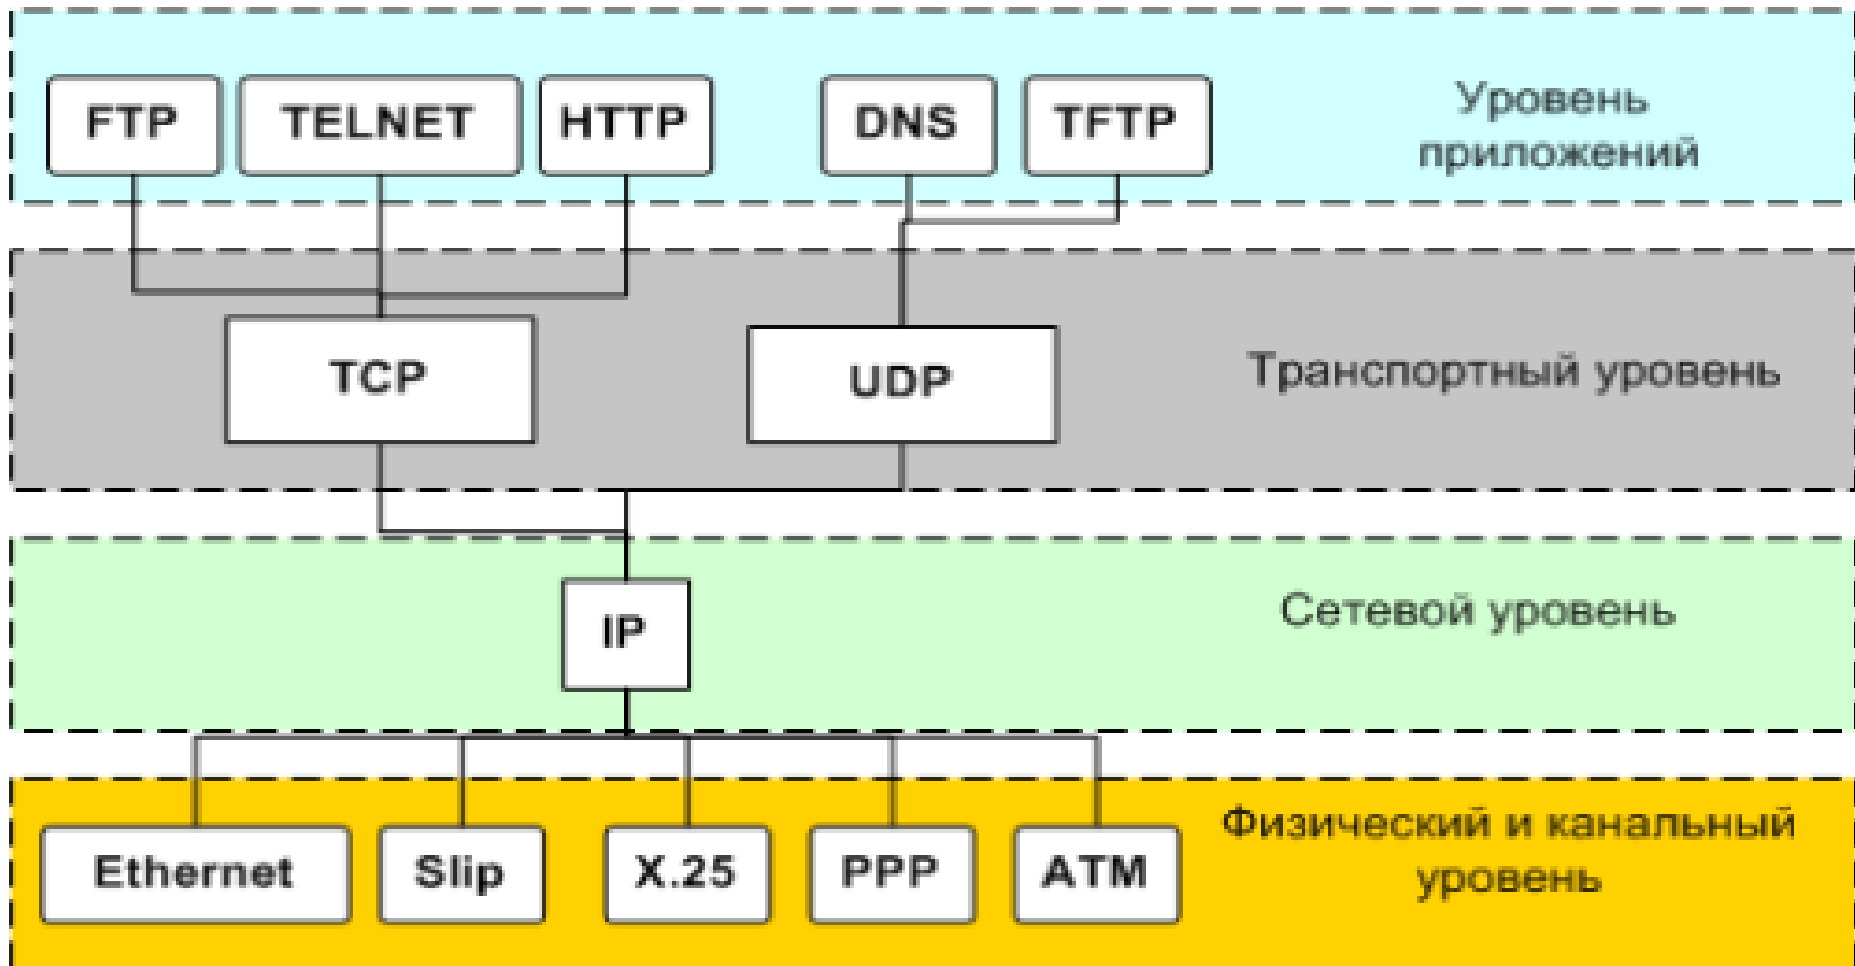 FTP TELNET HTTP DNS TFTP
Уровень
приложений
TCP UDP
Транспортный уровень
IP
Сетевой уровень
Физический и канальный
уровень
Ethernet Slip X.25 PPP ATM